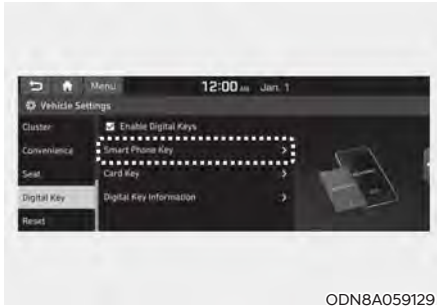 Menu 12:00 Jan. 1
Vehicle Settings
Cluster
Enable Digital Keys
Convenience
Smart Phone Key
Seat
Card Key
Digital Key
Digital Key Information
Reset
ODN8A059129